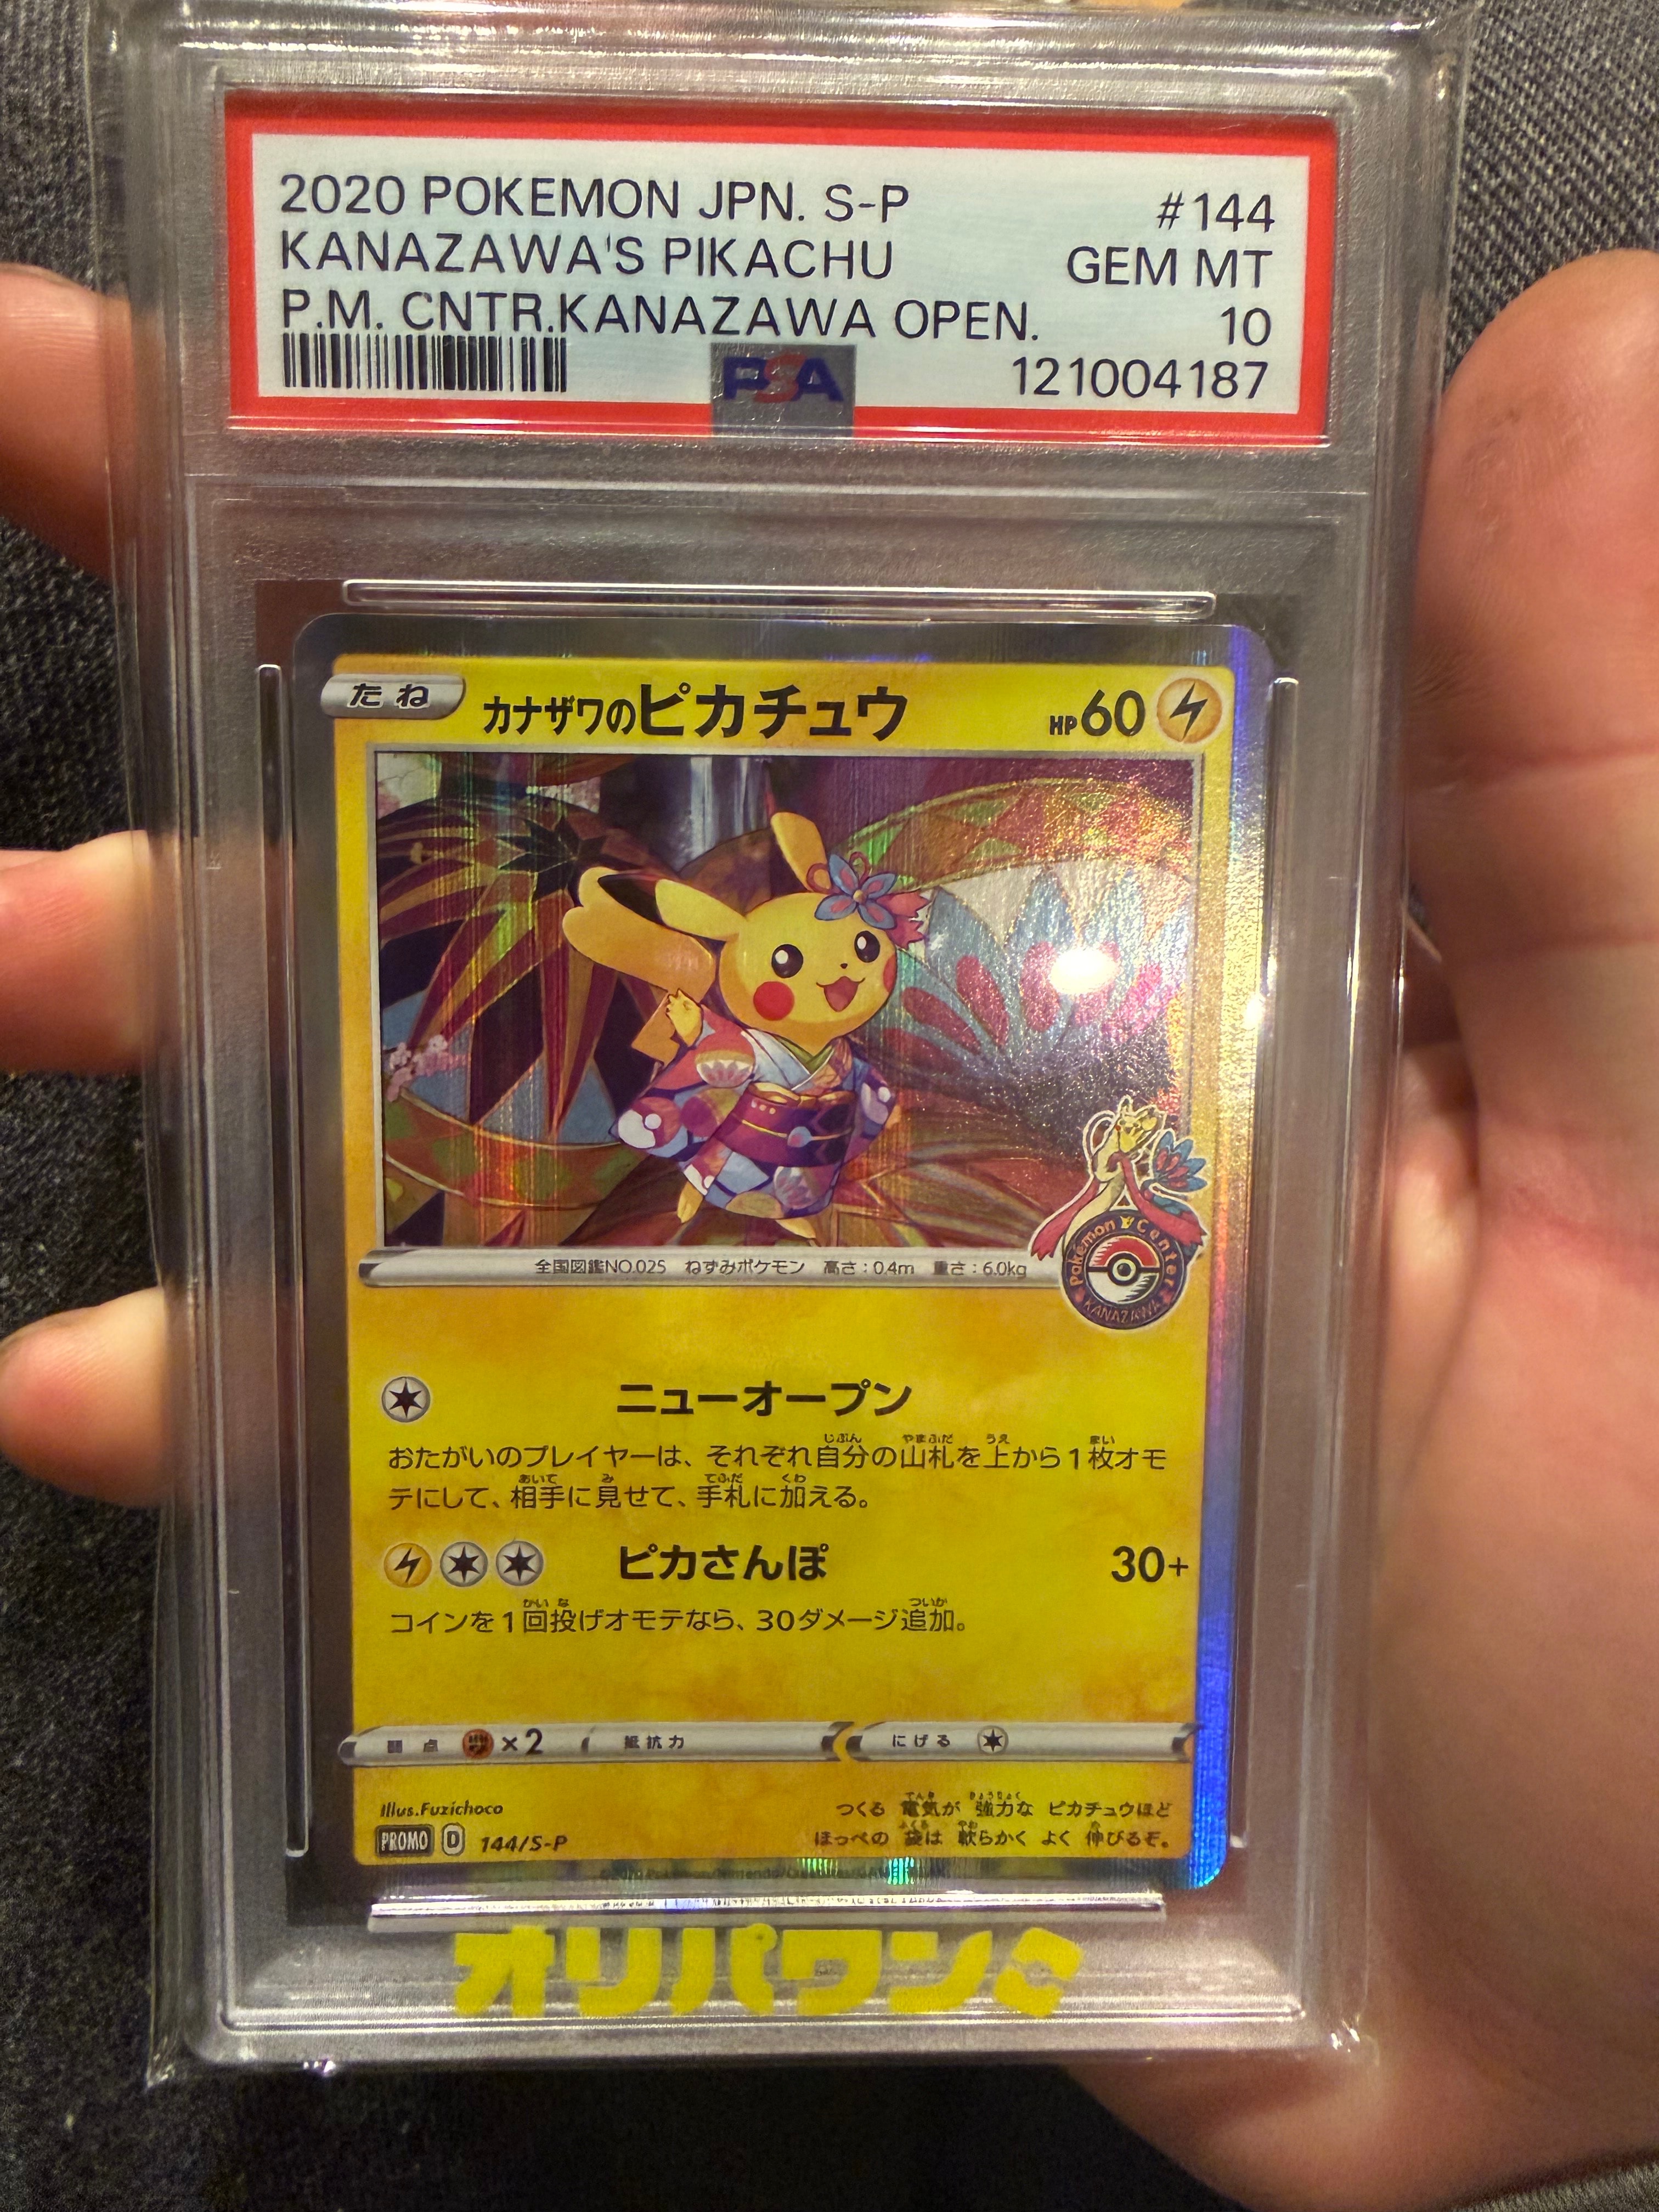 2020 POKEMON JPN. S-P #144
KANAZAWA'S PIKACHU GEM MT
P.M. CNTR.KANAZAWA OPEN. 10
PSA 121004187
たね カナザワのピカチュウ HP60
Pokémon Center
KANAZAWA
全国図鑑NO.025 ねずみポケモン 高さ:0.4m 重さ:6.0kg
ニューオープン
おたがいのプレイヤーは、それぞれ自分の山札を上から1枚オモ
テにして、相手に見せて、手札に加える。
ピカさんぽ 30+
コインを1回投げオモテなら、30ダメージ追加。
弱点 ×2 抵抗力 にげる
Illus.Fuzichoco
つくる 電気が 強力な ピカチュウほど
ほっぺの 袋は 軟らかく よく 伸びるぞ。
PROMO D 144/S-P
オリパワン